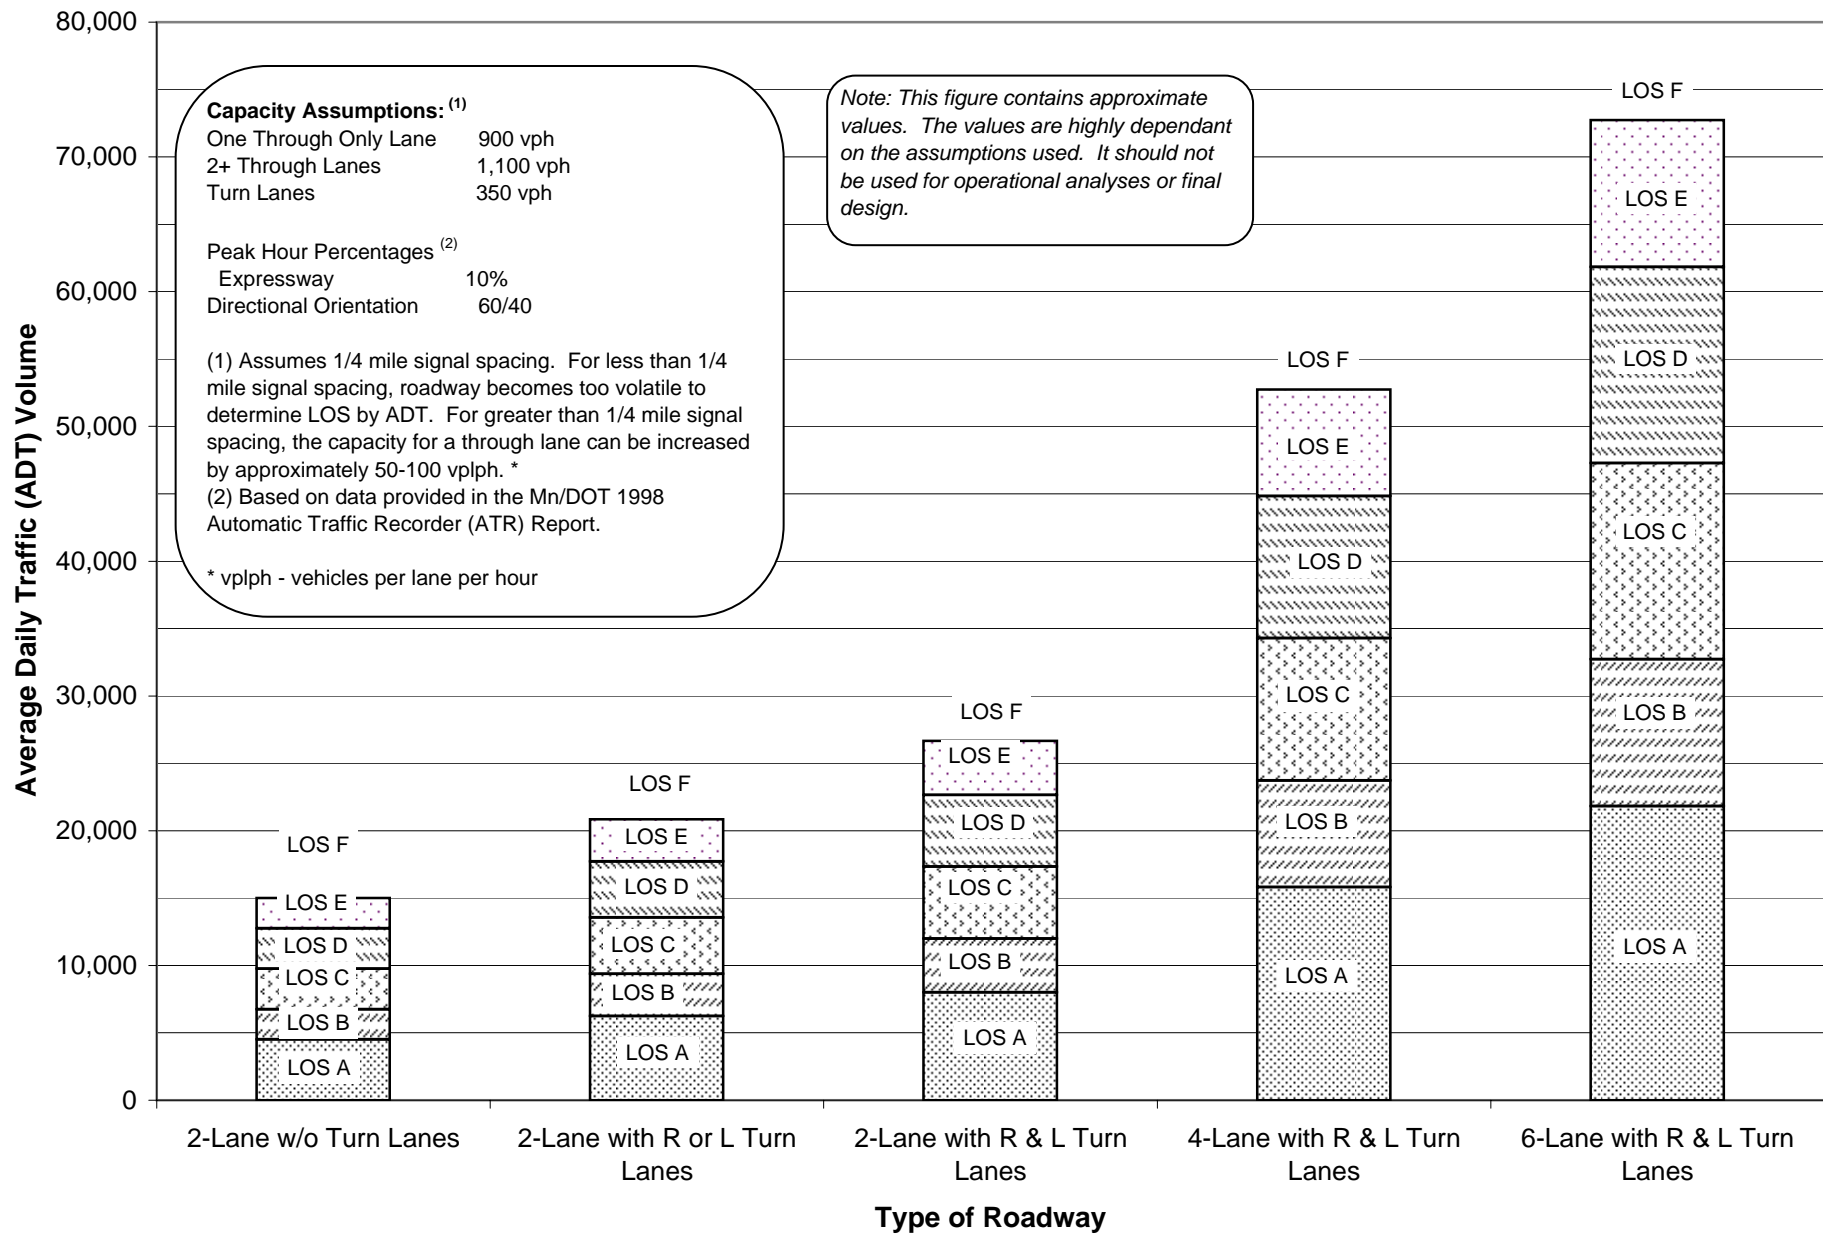 80,000
70,000
60,000
50,000
40,000
30,000
20,000
10,000
0
Average Daily Traffic (ADT) Volume
Capacity Assumptions: (1)
One Through Only Lane 900 vph
2+ Through Lanes 1,100 vph
Turn Lanes 350 vph
Peak Hour Percentages (2)
Expressway 10%
Directional Orientation 60/40
(1) Assumes 1/4 mile signal spacing. For less than 1/4
mile signal spacing, roadway becomes too volatile to
determine LOS by ADT. For greater than 1/4 mile signal
spacing, the capacity for a through lane can be increased
by approximately 50-100 vplph. *
(2) Based on data provided in the Mn/DOT 1998
Automatic Traffic Recorder (ATR) Report.
* vplph - vehicles per lane per hour
Note: This figure contains approximate
values. The values are highly dependant
on the assumptions used. It should not
be used for operational analyses or final
design.
LOS F
LOS E
LOS D
LOS C
LOS B
LOS A
LOS F
LOS E
LOS D
LOS C
LOS B
LOS A
LOS F
LOS E
LOS D
LOS C
LOS B
LOS A
LOS F
LOS E
LOS D
LOS C
LOS B
LOS A
LOS F
LOS E
LOS D
LOS C
LOS B
LOS A
2-Lane w/o Turn Lanes
2-Lane with R or L Turn
Lanes
2-Lane with R & L Turn
Lanes
4-Lane with R & L Turn
Lanes
6-Lane with R & L Turn
Lanes
Type of Roadway